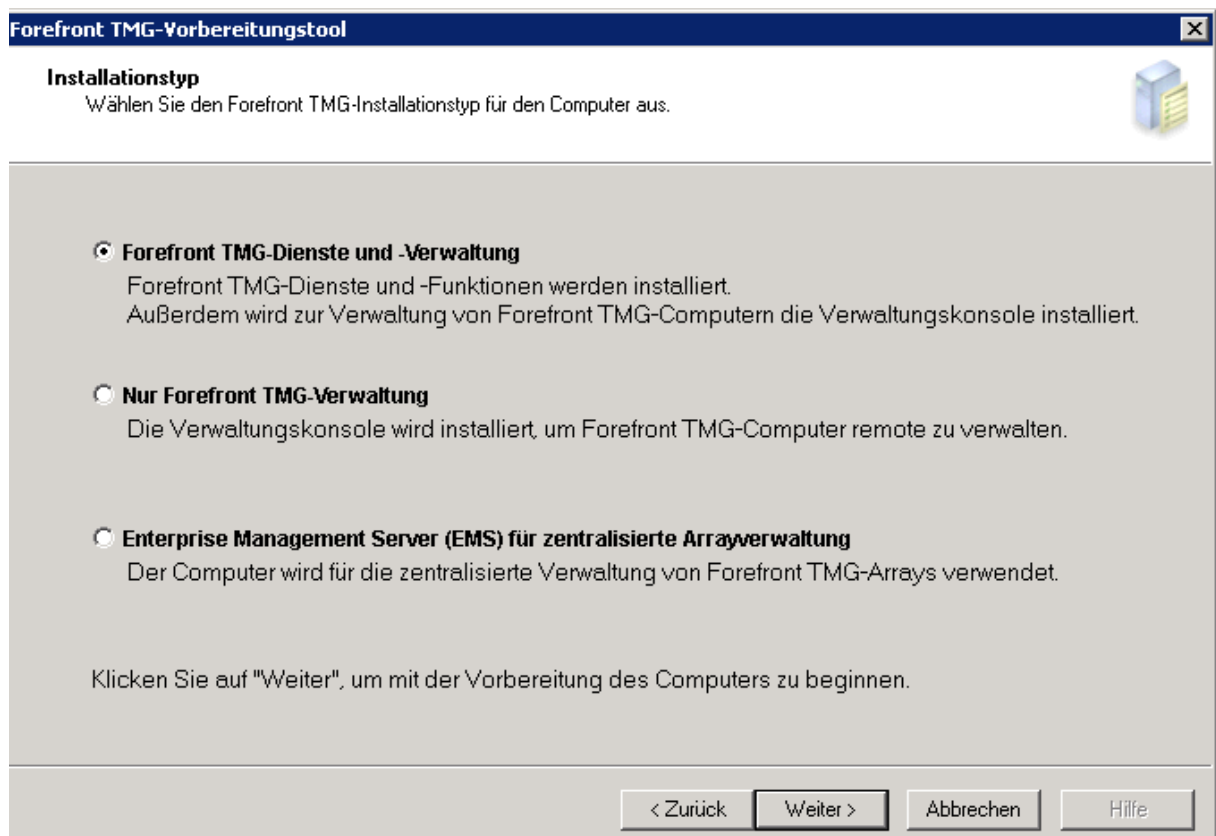 Forefront TMG-Vorbereitungstool
Installationstyp
Wählen Sie den Forefront TMG-Installationstyp für den Computer aus.
Forefront TMG-Dienste und -Verwaltung
Forefront TMG-Dienste und -Funktionen werden installiert.
Außerdem wird zur Verwaltung von Forefront TMG-Computern die Verwaltungskonsole installiert.
Nur Forefront TMG-Verwaltung
Die Verwaltungskonsole wird installiert, um Forefront TMG-Computer remote zu verwalten.
Enterprise Management Server (EMS) für zentralisierte Arrayverwaltung
Der Computer wird für die zentralisierte Verwaltung von Forefront TMG-Arrays verwendet.
Klicken Sie auf "Weiter", um mit der Vorbereitung des Computers zu beginnen.
< Zurück Weiter > Abbrechen Hilfe